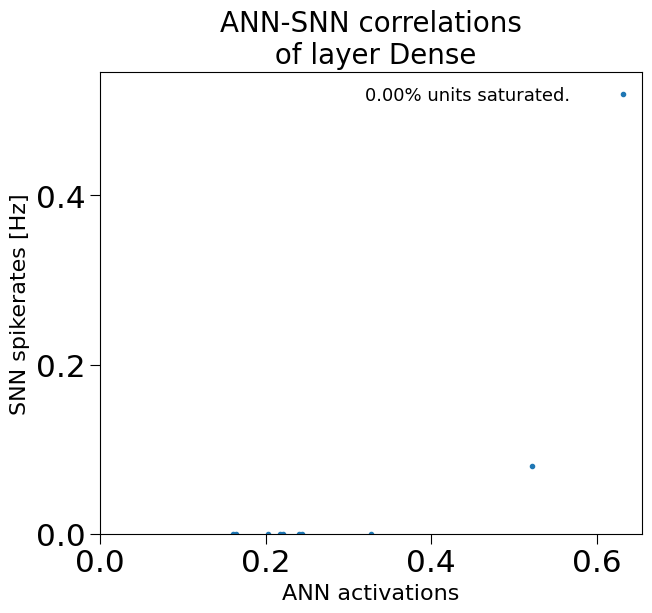 ANN-SNN correlations
of layer Dense
0.00% units saturated.
SNN spikerates [Hz]
0.4
0.2
0.0
0.0 0.2 0.4 0.6
ANN activations